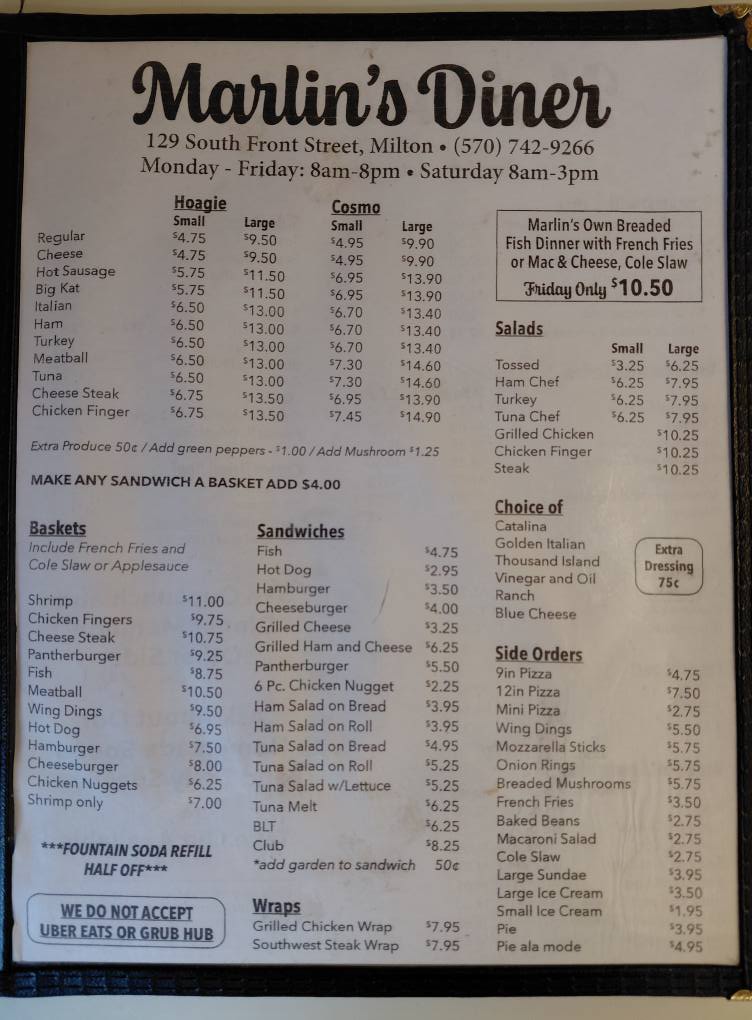 Marlin's Diner
129 South Front Street, Milton • (570) 742-9266
Monday - Friday: 8am-8pm • Saturday 8am-3pm
Hoagie Cosmo
Small Large Small Large
Regular $4.75 $9.50 $4.95 $9.90
Cheese $4.75 $9.50 $4.95 $9.90
Hot Sausage $5.75 $11.50 $6.95 $13.90
Big Kat $5.75 $11.50 $6.95 $13.90
Italian $6.50 $13.00 $6.70 $13.40
Ham $6.50 $13.00 $6.70 $13.40
Turkey $6.50 $13.00 $6.70 $13.40
Meatball $6.50 $13.00 $7.30 $14.60
Tuna $6.50 $13.00 $7.30 $14.60
Cheese Steak $6.75 $13.50 $6.95 $13.90
Chicken Finger $6.75 $13.50 $7.45 $14.90
Extra Produce 50¢ / Add green peppers - $1.00 / Add Mushroom $1.25
MAKE ANY SANDWICH A BASKET ADD $4.00
Baskets
Include French Fries and
Cole Slaw or Applesauce
Shrimp $11.00
Chicken Fingers $9.75
Cheese Steak $10.75
Pantherburger $9.25
Fish $8.75
Meatball $10.50
Wing Dings $9.50
Hot Dog $6.95
Hamburger $7.50
Cheeseburger $8.00
Chicken Nuggets $6.25
Shrimp only $7.00
***FOUNTAIN SODA REFILL
HALF OFF***
WE DO NOT ACCEPT
UBER EATS OR GRUB HUB
Sandwiches
Fish $4.75
Hot Dog $2.95
Hamburger $3.50
Cheeseburger $4.00
Grilled Cheese $3.25
Grilled Ham and Cheese $6.25
Pantherburger $5.50
6 Pc. Chicken Nugget $2.25
Ham Salad on Bread $3.95
Ham Salad on Roll $3.95
Tuna Salad on Bread $4.95
Tuna Salad on Roll $5.25
Tuna Salad w/Lettuce $5.25
Tuna Melt $6.25
BLT $6.25
Club $8.25
*add garden to sandwich 50¢
Wraps
Grilled Chicken Wrap $7.95
Southwest Steak Wrap $7.95
Marlin's Own Breaded
Fish Dinner with French Fries
or Mac & Cheese, Cole Slaw
Friday Only $10.50
Salads
Small Large
Tossed $3.25 $6.25
Ham Chef $6.25 $7.95
Turkey $6.25 $7.95
Tuna Chef $6.25 $7.95
Grilled Chicken $10.25
Chicken Finger $10.25
Steak $10.25
Choice of
Catalina
Golden Italian
Thousand Island
Vinegar and Oil
Ranch
Blue Cheese
Extra
Dressing
75¢
Side Orders
9in Pizza $4.75
12in Pizza $7.50
Mini Pizza $2.75
Wing Dings $5.50
Mozzarella Sticks $5.75
Onion Rings $5.75
Breaded Mushrooms $5.75
French Fries $3.50
Baked Beans $2.75
Macaroni Salad $2.75
Cole Slaw $2.75
Large Sundae $3.95
Large Ice Cream $3.50
Small Ice Cream $1.95
Pie $3.95
Pie ala mode $4.95